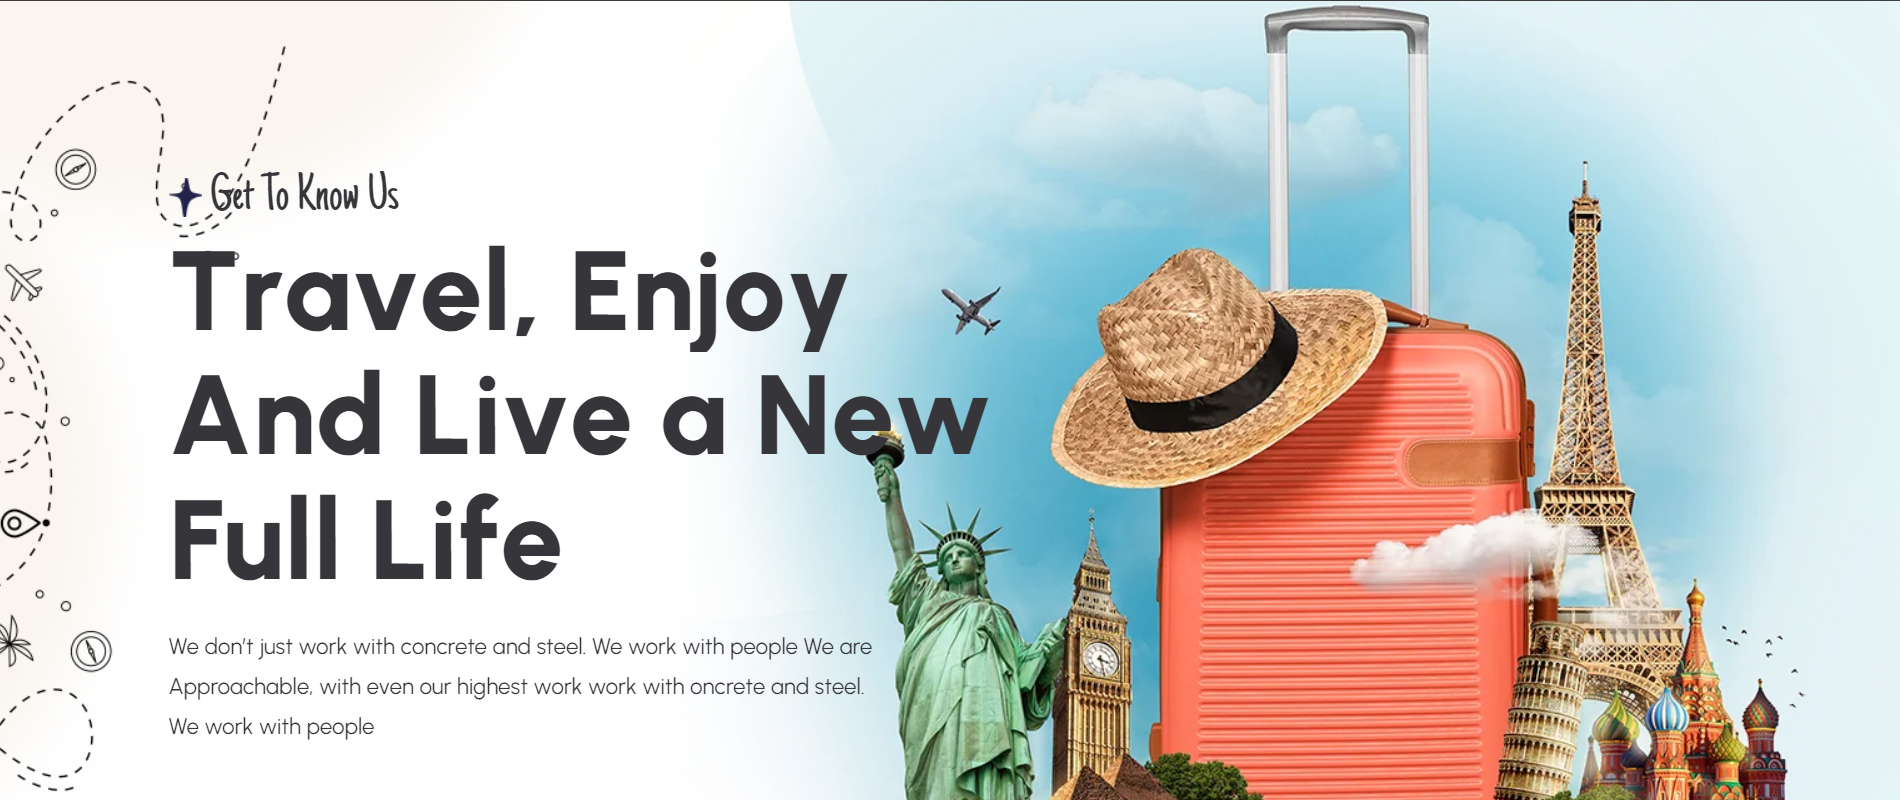 Get To Know Us
Travel, Enjoy
And Live a New
Full Life
We don't just work with concrete and steel. We work with people We are
Approachable, with even our highest work work with oncrete and steel.
We work with people